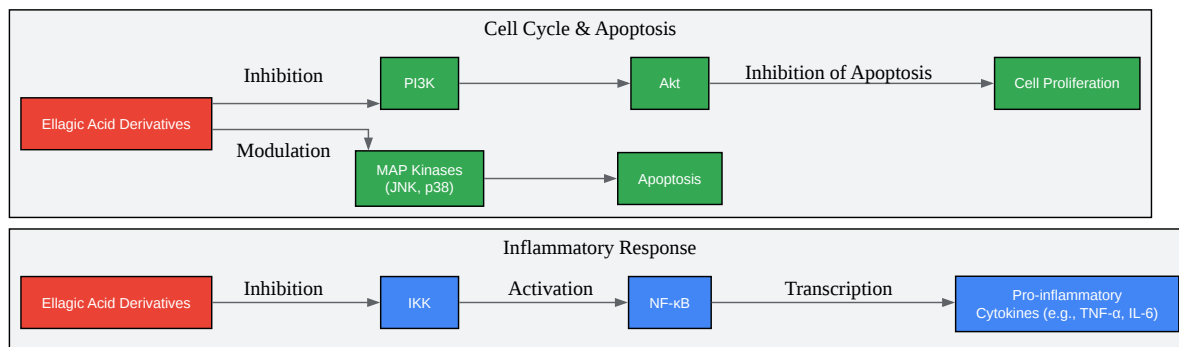 Cell Cycle & Apoptosis
Inhibition
PI3K
Akt
Inhibition of Apoptosis
Cell Proliferation
Ellagic Acid Derivatives
Modulation
MAP Kinases
(JNK, p38)
Apoptosis
Inflammatory Response
Ellagic Acid Derivatives
Inhibition
IKK
Activation
NF-κB
Transcription
Pro-inflammatory
Cytokines (e.g., TNF-α, IL-6)